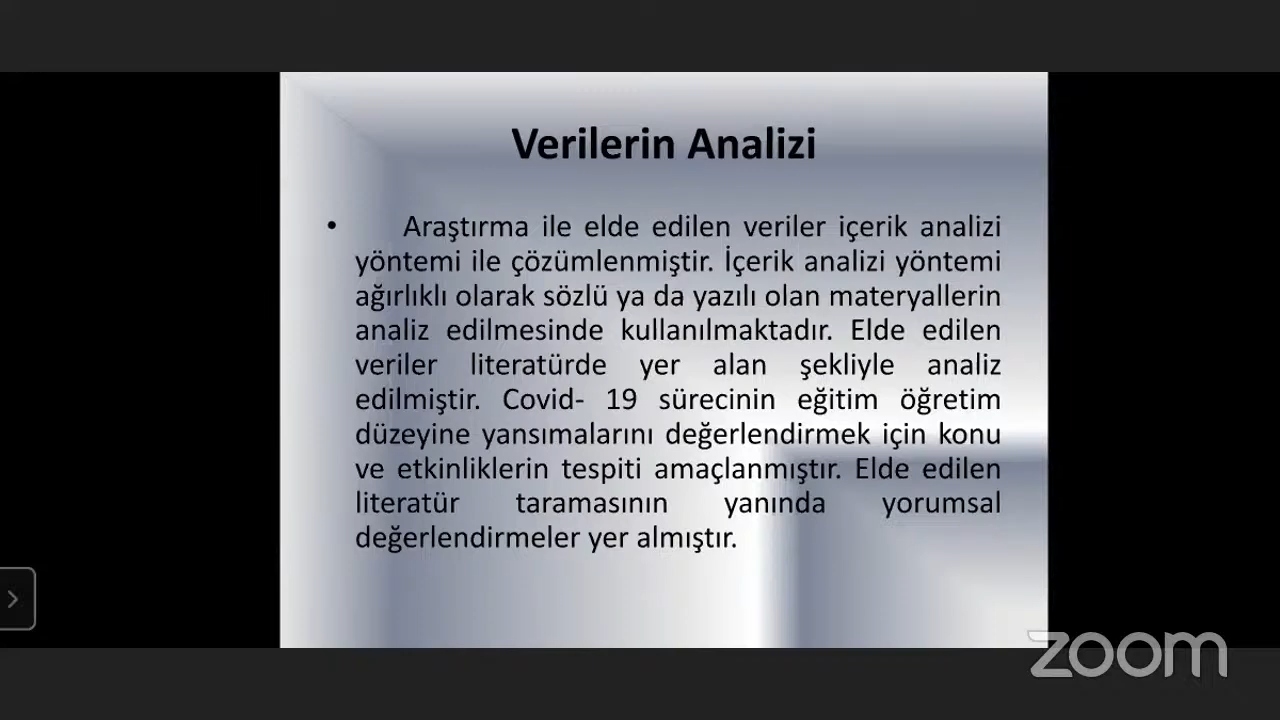 Verilerin Analizi
• Araştırma ile elde edilen veriler içerik analizi
yöntemi ile çözümlenmiştir. İçerik analizi yöntemi
ağırlıklı olarak sözlü ya da yazılı olan materyallerin
analiz edilmesinde kullanılmaktadır. Elde edilen
veriler literatürde yer alan şekliyle analiz
edilmiştir. Covid- 19 sürecinin eğitim öğretim
düzeyine yansımalarını değerlendirmek için konu
ve etkinliklerin tespiti amaçlanmıştır. Elde edilen
literatür taramasının yanında yorumsal
değerlendirmeler yer almıştır.
zoom